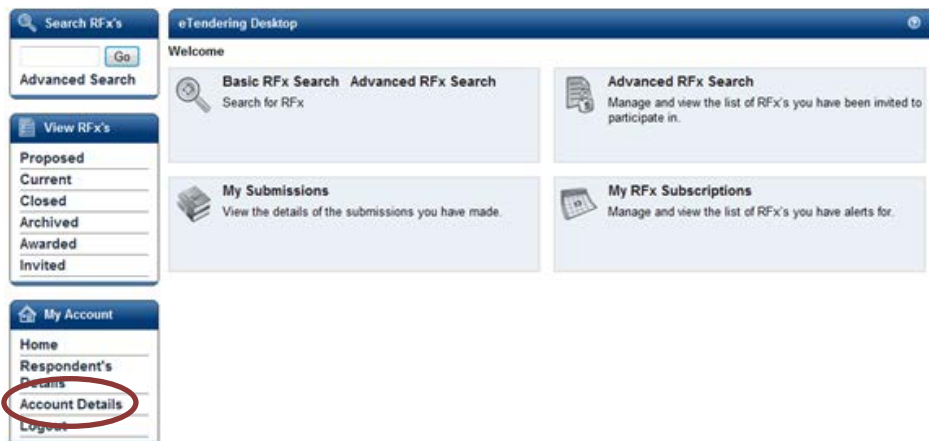 Search RFx's
Go
Advanced Search
View RFx's
Proposed
Current
Closed
Archived
Awarded
Invited
My Account
Home
Respondent's
Details
Account Details
Logout
eTendering Desktop
Welcome
Basic RFx Search Advanced RFx Search
Search for RFx
Advanced RFx Search
Manage and view the list of RFx's you have been invited to
participate in.
My Submissions
View the details of the submissions you have made.
My RFx Subscriptions
Manage and view the list of RFx's you have alerts for.